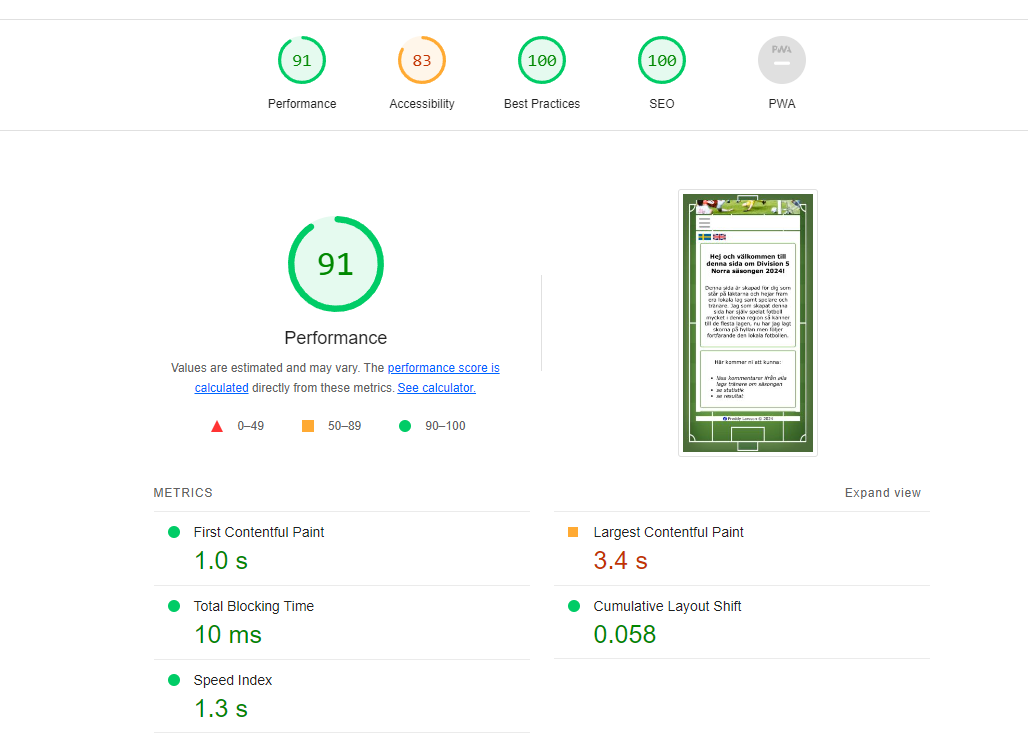 91
83
100
100
PWA
Performance
Accessibility
Best Practices
SEO
PWA
91
Performance
Values are estimated and may vary. The performance score is
calculated directly from these metrics. See calculator.
0–49
50–89
90–100
Hej och välkommen till
denna sida om Division 5
Norra säsongen 2024!
Denna sida är skapad för dig som
står på läktarna och hejar fram
era lokala lag samt spelare och
tränare. Jag som skapat denna
sida har själv spelat fotboll
mycket i denna region så känner
till de flesta lagen, nu har jag lagt
skorna på hyllan men följer
fortfarande den lokala fotbollen.
Här kommer ni att kunna:
läsa kommentarer ifrån alla
lags tränare om säsongen
se statistik
se resultat
© 2024
METRICS
Expand view
First Contentful Paint
1.0 s
Largest Contentful Paint
3.4 s
Total Blocking Time
10 ms
Cumulative Layout Shift
0.058
Speed Index
1.3 s